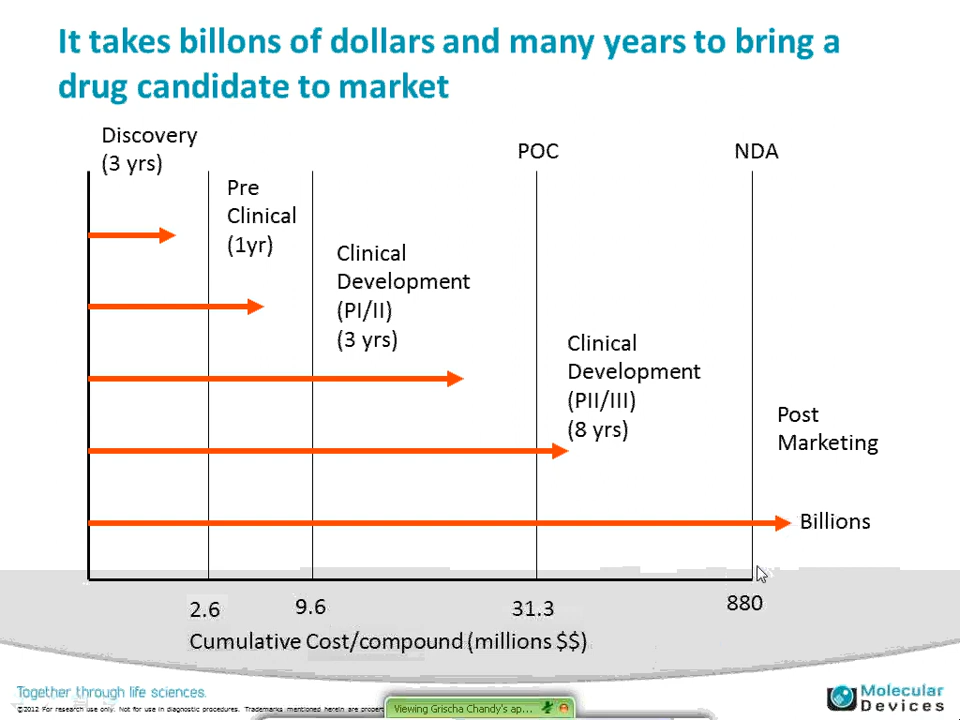 It takes billons of dollars and many years to bring a
drug candidate to market
Discovery
(3 yrs)
POC
NDA
Pre
Clinical
(1yr)
Clinical
Development
(PI/II)
(3 yrs)
Clinical
Development
(PII/III)
(8 yrs)
Post
Marketing
Billions
2.6
9.6
31.3
880
Cumulative Cost/compound (millions $$)
Together through life sciences.
©2012 For research use only. Not for use in diagnostic procedures. Trademarks mentioned herein are
Viewing Grischa Chandy's ap...
Molecular
Devices